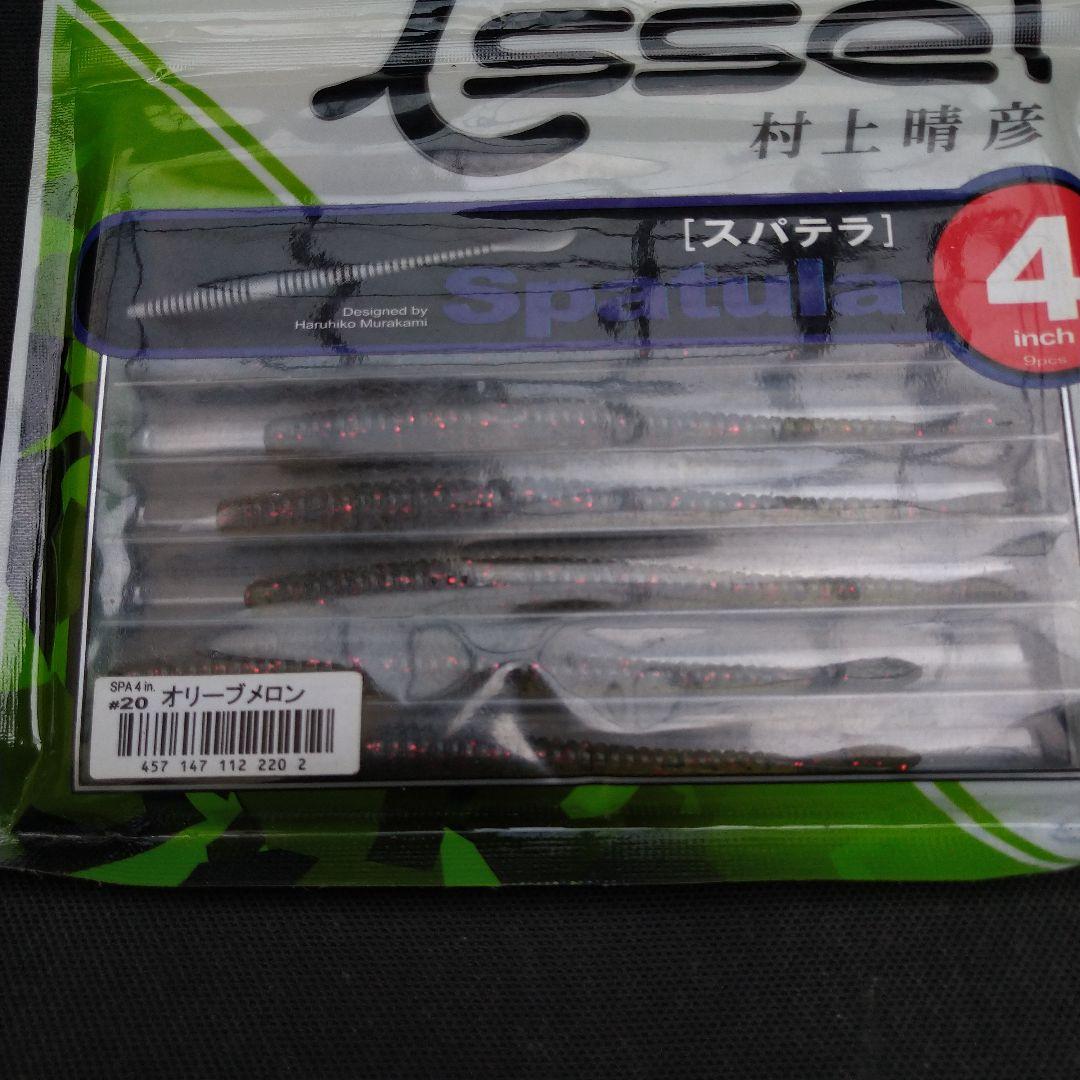 issei
村上晴彦
[スパテラ]
Spatula
4
inch
9pcs
Designed by
Haruhiko Murakami
SPA 4 in.
#20 オリーブメロン
457 147 112 220 2